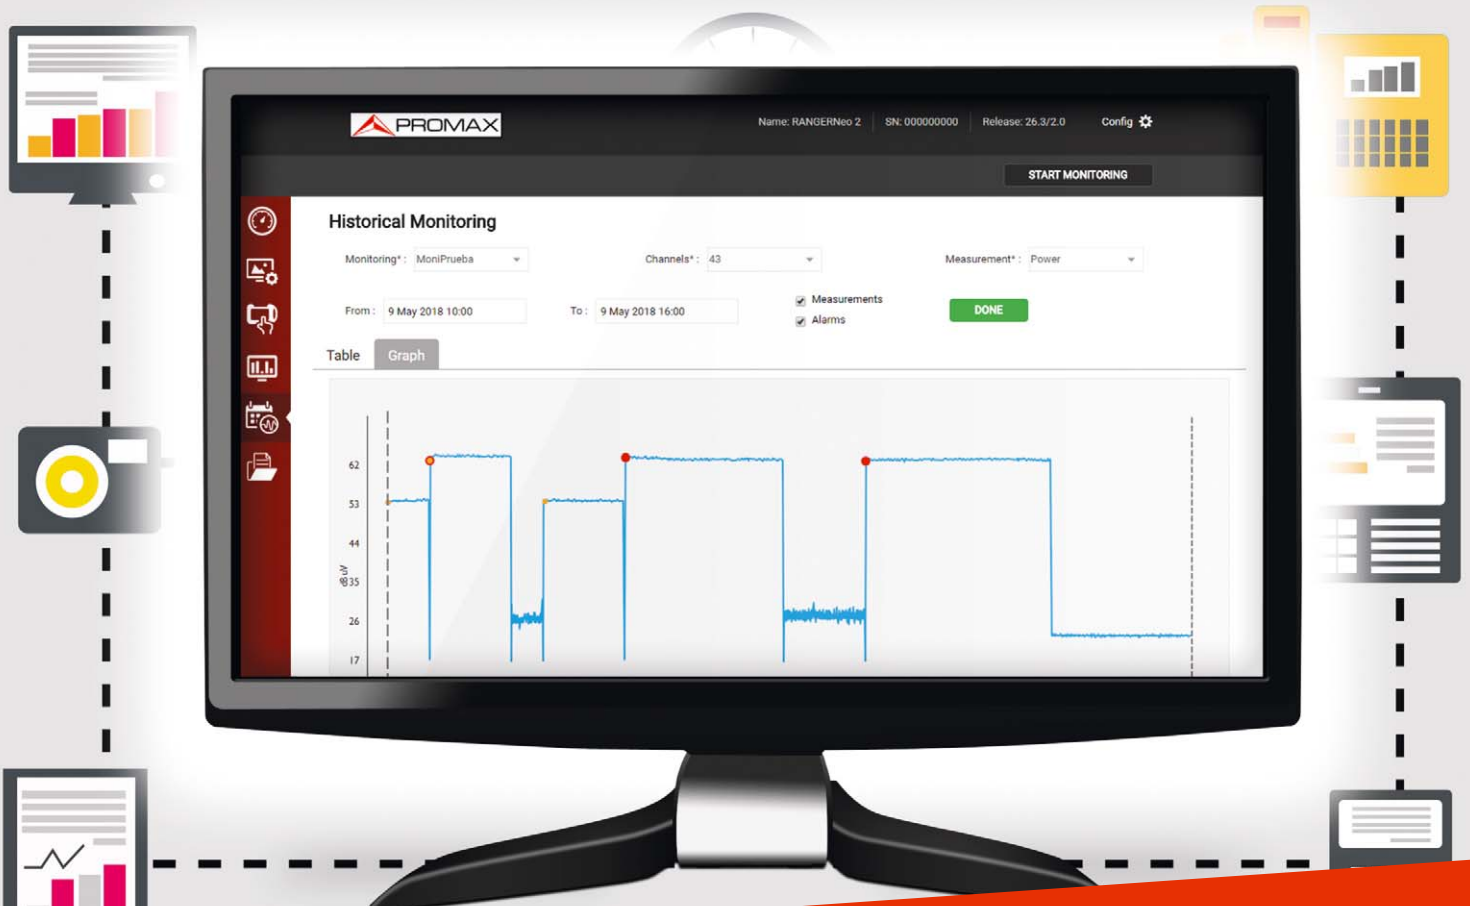 PROMAX
Name: RANGERNeo 2 SN: 000000000 Release: 26.3/2.0 Config
START MONITORING
Historical Monitoring
Monitoring* : MoniPrueba Channels* : 43 Measurement* : Power
From : 9 May 2018 10:00 To : 9 May 2018 16:00 Measurements DONE
Alarms
Table Graph
62
53
44
dBuV
35
26
17